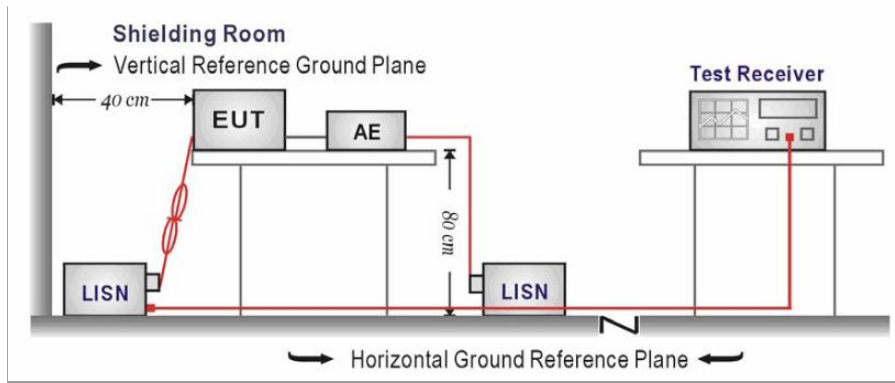 Shielding Room
Vertical Reference Ground Plane
40 cm
EUT
AE
Test Receiver
80 cm
LISN
LISN
Horizontal Ground Reference Plane